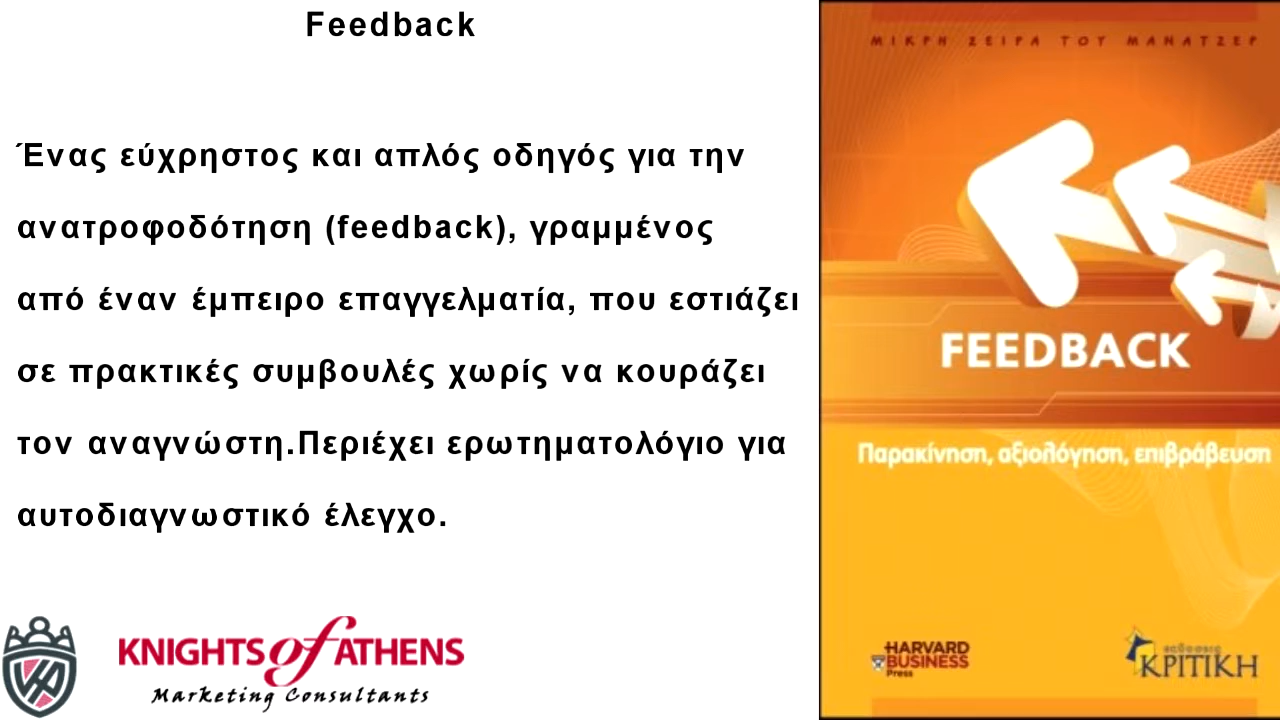 Feedback
Ένας εύχρηστος και απλός οδηγός για την
ανατροφοδότηση (feedback), γραμμένος
από έναν έμπειρο επαγγελματία, που εστιάζει
σε πρακτικές συμβουλές χωρίς να κουράζει
τον αναγνώστη.Περιέχει ερωτηματολόγιο για
αυτοδιαγνωστικό έλεγχο.
KNIGHTS of ATHENS
Marketing Consultants
ΜΙΚΡΗ ΣΕΙΡΑ ΤΟΥ ΜΑΝΑΤΖΕΡ
FEEDBACK
Παρακίνηση, αξιολόγηση, επιβράβευση
HARVARD
BUSINESS
Press
εκδόσεις
ΚΡΙΤΙΚΗ